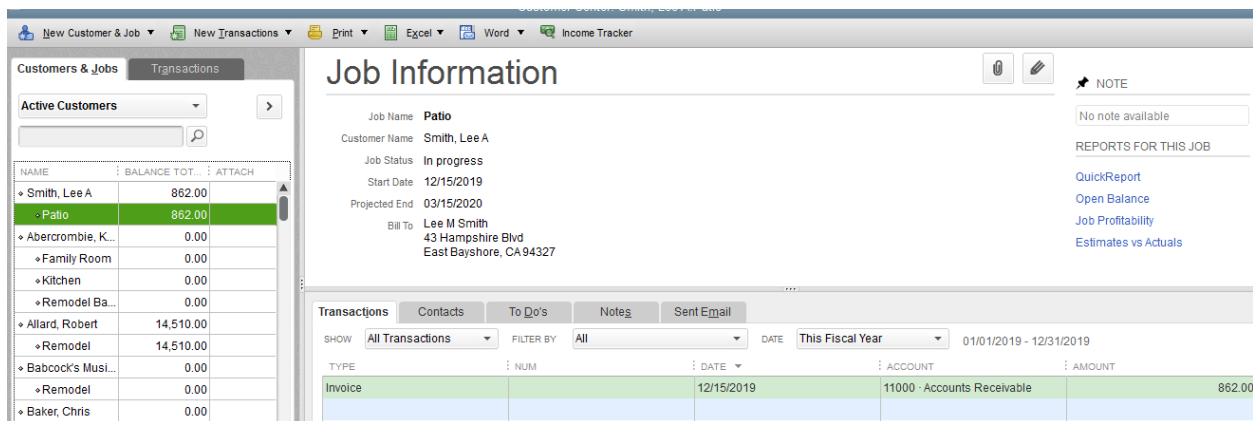 Customer Center: Smith, Lee A:Patio
New Customer & Job New Transactions Print Excel Word Income Tracker
Customers & Jobs Transactions
Active Customers
NAME BALANCE TOT... ATTACH
Smith, Lee A 862.00
Patio 862.00
Abercrombie, K... 0.00
Family Room 0.00
Kitchen 0.00
Remodel Ba... 0.00
Allard, Robert 14,510.00
Remodel 14,510.00
Babcock's Musi... 0.00
Remodel 0.00
Baker, Chris 0.00
Job Information
Job Name Patio
Customer Name Smith, Lee A
Job Status In progress
Start Date 12/15/2019
Projected End 03/15/2020
Bill To Lee M Smith
43 Hampshire Blvd
East Bayshore, CA 94327
NOTE
No note available
REPORTS FOR THIS JOB
QuickReport
Open Balance
Job Profitability
Estimates vs Actuals
Transactions Contacts To Do's Notes Sent Email
SHOW All Transactions FILTER BY All DATE This Fiscal Year 01/01/2019 - 12/31/2019
TYPE NUM DATE ACCOUNT AMOUNT
Invoice 12/15/2019 11000 · Accounts Receivable 862.00